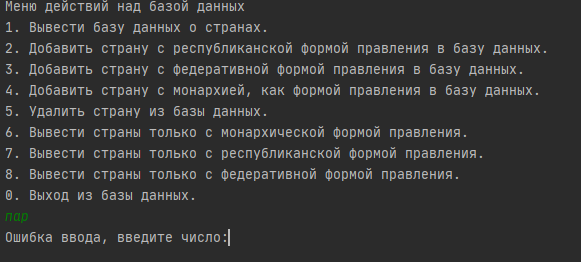 Меню действий над базой данных
1. Вывести базу данных о странах.
2. Добавить страну с республиканской формой правления в базу данных.
3. Добавить страну с федеративной формой правления в базу данных.
4. Добавить страну с монархией, как формой правления в базу данных.
5. Удалить страну из базы данных.
6. Вывести страны только с монархической формой правления.
7. Вывести страны только с республиканской формой правления.
8. Вывести страны только с федеративной формой правления.
0. Выход из базы данных.
пар
Ошибка ввода, введите число: